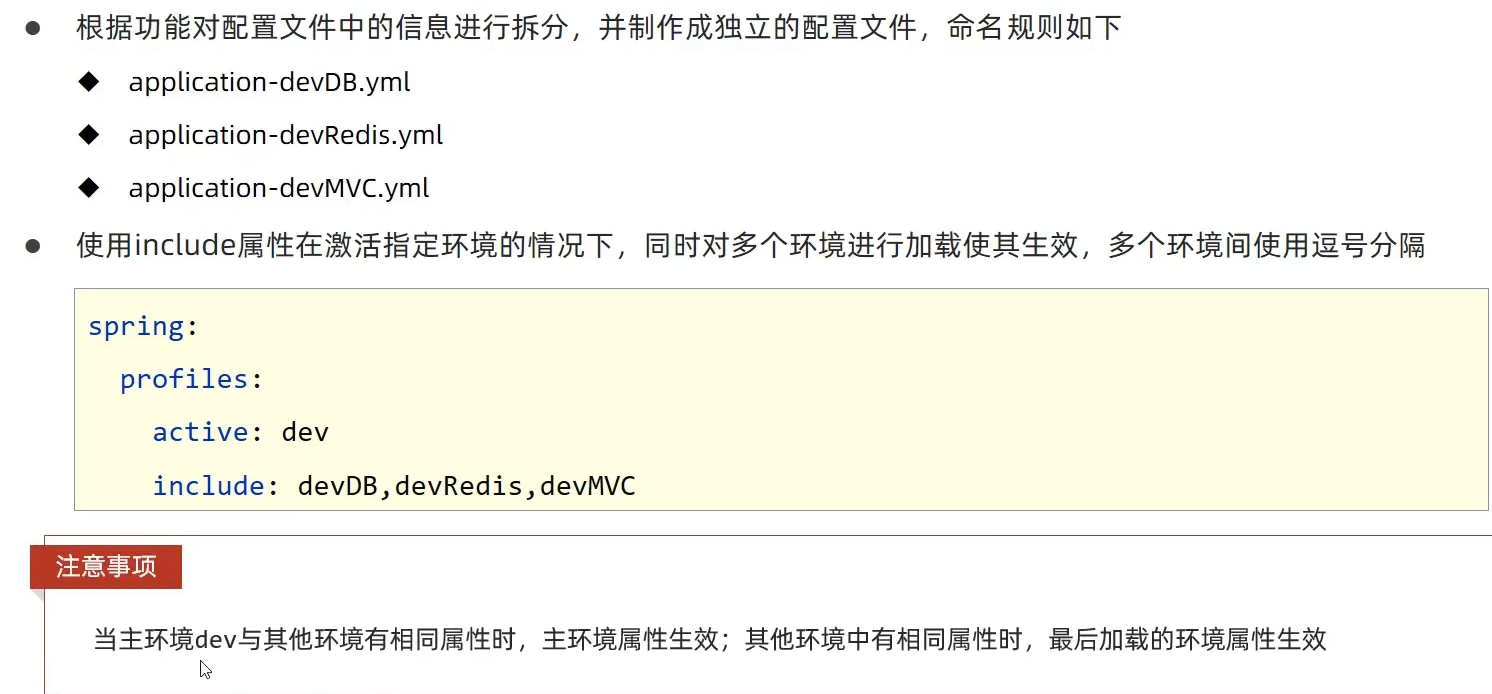 ● 根据功能对配置文件中的信息进行拆分，并制作成独立的配置文件，命名规则如下
◆ application-devDB.yml
◆ application-devRedis.yml
◆ application-devMVC.yml
● 使用include属性在激活指定环境的情况下，同时对多个环境进行加载使其生效，多个环境间使用逗号分隔
spring:
  profiles:
    active: dev
    include: devDB,devRedis,devMVC
注意事项
当主环境dev与其他环境有相同属性时，主环境属性生效；其他环境中有相同属性时，最后加载的环境属性生效